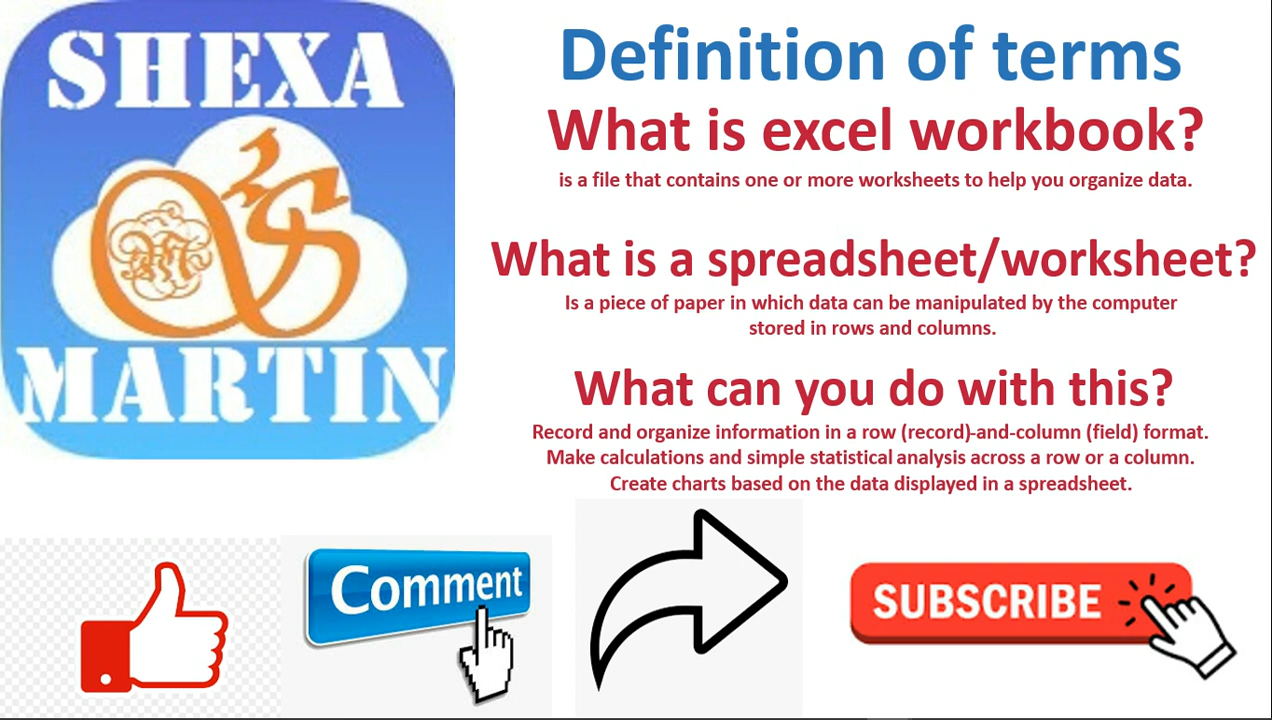 SHEXA
MARTIN
Definition of terms
What is excel workbook?
is a file that contains one or more worksheets to help you organize data.
What is a spreadsheet/worksheet?
Is a piece of paper in which data can be manipulated by the computer
stored in rows and columns.
What can you do with this?
Record and organize information in a row (record)-and-column (field) format.
Make calculations and simple statistical analysis across a row or a column.
Create charts based on the data displayed in a spreadsheet.
Comment
SUBSCRIBE